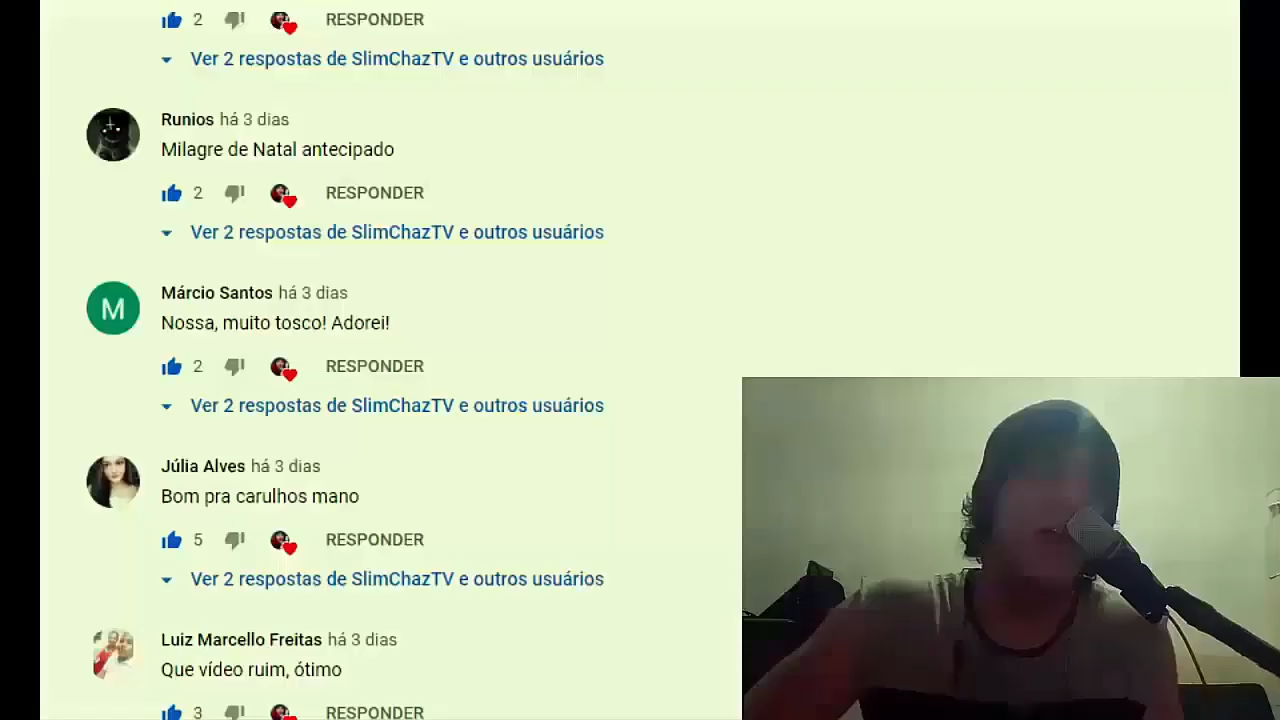 2 RESPONDER
Ver 2 respostas de SlimChazTV e outros usuários
Runios há 3 dias
Milagre de Natal antecipado
2 RESPONDER
Ver 2 respostas de SlimChazTV e outros usuários
M
Márcio Santos há 3 dias
Nossa, muito tosco! Adorei!
2 RESPONDER
Ver 2 respostas de SlimChazTV e outros usuários
Júlia Alves há 3 dias
Bom pra carulhos mano
5 RESPONDER
Ver 2 respostas de SlimChazTV e outros usuários
Luiz Marcello Freitas há 3 dias
Que vídeo ruim, ótimo
3 RESPONDER